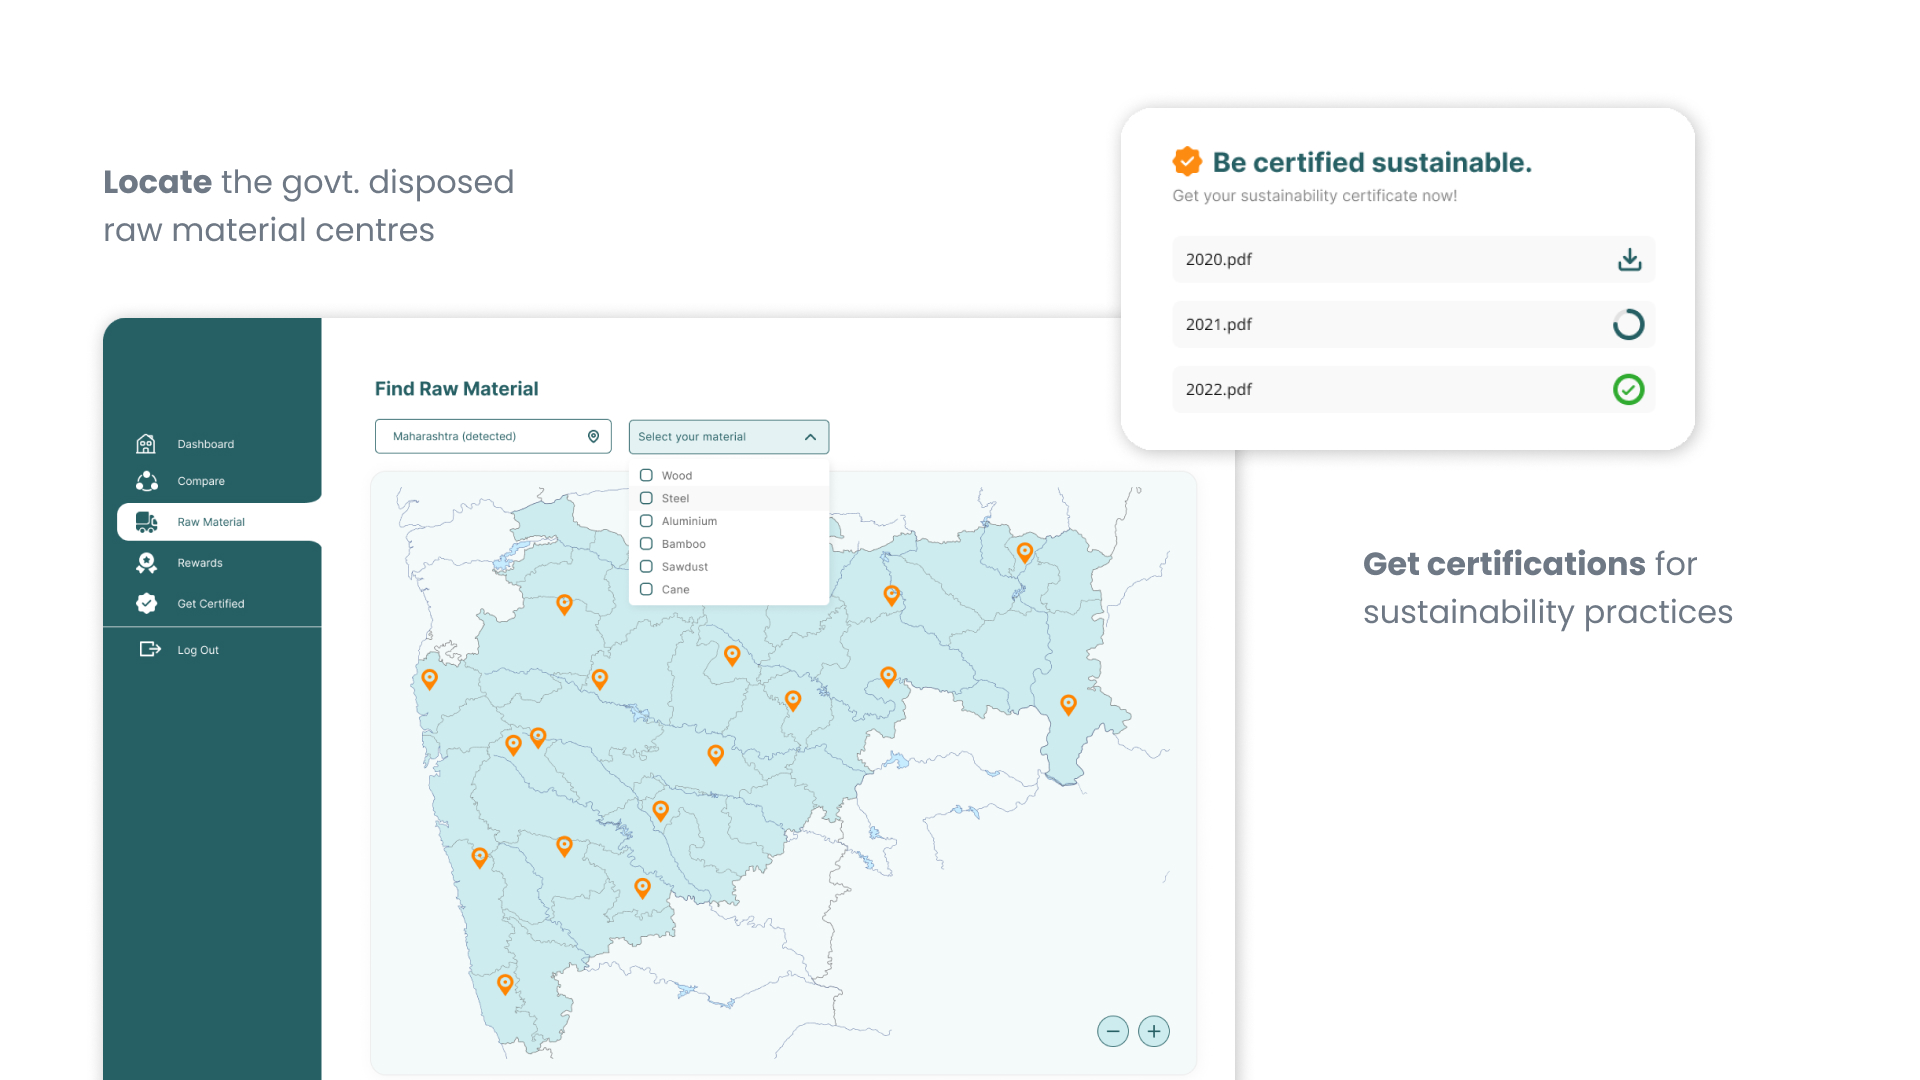 Locate the govt. disposed
raw material centres
Be certified sustainable.
Get your sustainability certificate now!
2020.pdf
2021.pdf
2022.pdf
Get certifications for
sustainability practices
Dashboard
Compare
Raw Material
Rewards
Get Certified
Log Out
Find Raw Material
Maharashtra (detected)
Select your material
Wood
Steel
Aluminium
Bamboo
Sawdust
Cane